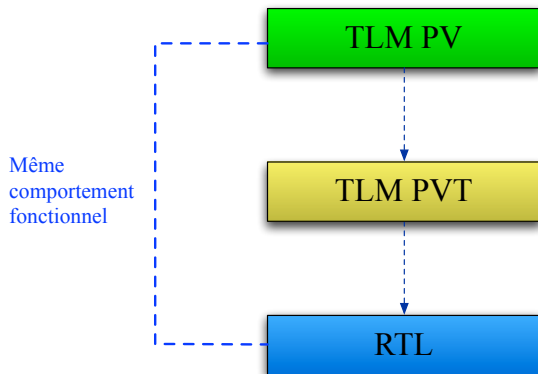 TLM PV
Même
comportement
fonctionnel
TLM PVT
RTL